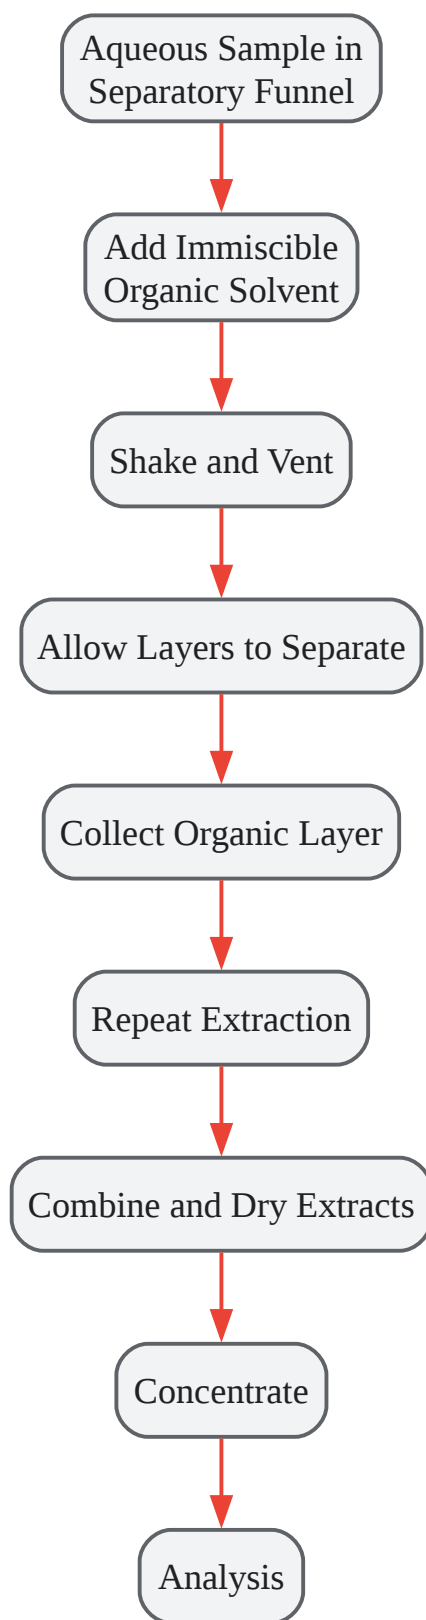 Aqueous Sample in
Separatory Funnel
Add Immiscible
Organic Solvent
Shake and Vent
Allow Layers to Separate
Collect Organic Layer
Repeat Extraction
Combine and Dry Extracts
Concentrate
Analysis